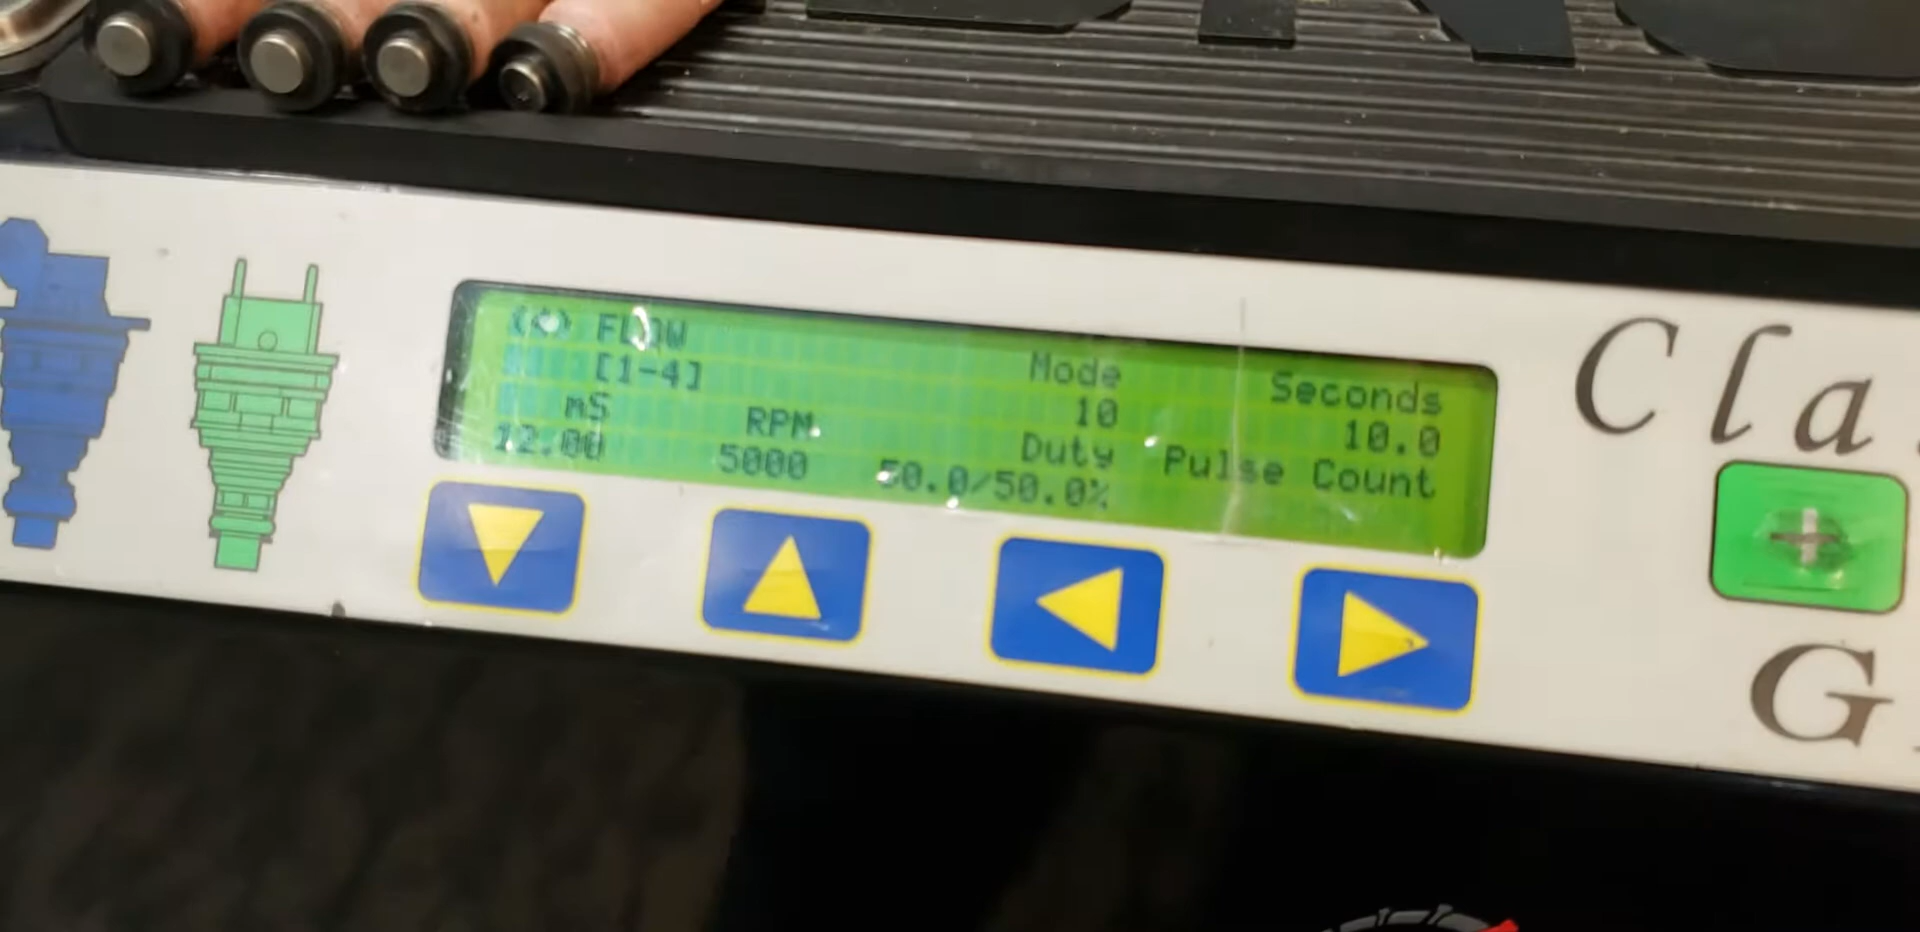 (<> FLOW
[1-4] Mode Seconds
mS RPM 10 10.0
12.00 5000 Duty Pulse Count
50.0/50.0%
Cla
G